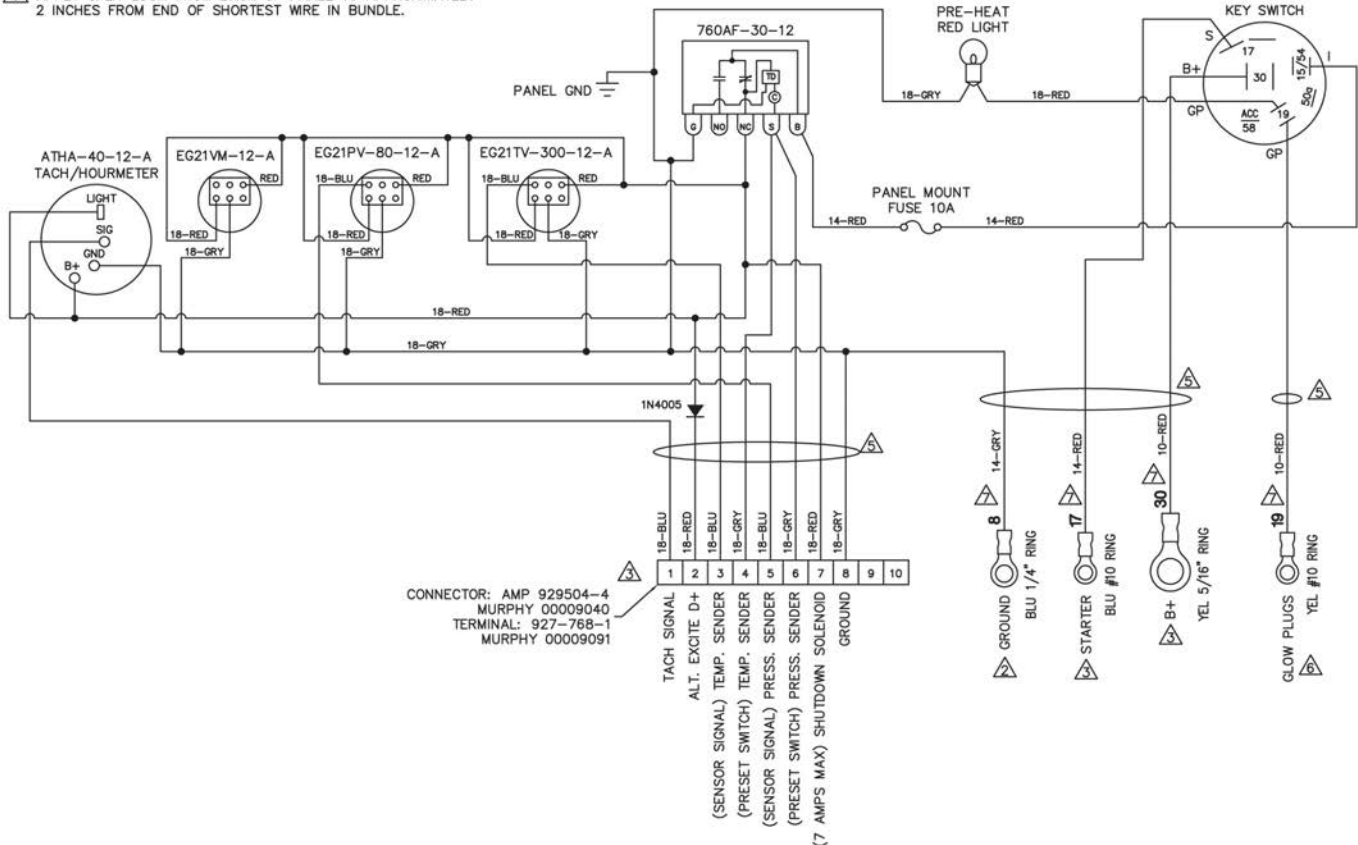 2 INCHES FROM END OF SHORTEST WIRE IN BUNDLE.
760AF-30-12
PRE-HEAT
RED LIGHT
KEY SWITCH
S
17
B+
30
15/54
I
50a
GP
ACC
58
19
GP
PANEL GND
TD
C
G
NO
NC
S
B
18-GRY
18-RED
ATHA-40-12-A
TACH/HOURMETER
EG21VM-12-A
EG21PV-80-12-A
EG21TV-300-12-A
RED
18-BLU
RED
18-BLU
RED
LIGHT
SIG
GND
B+
18-RED
18-GRY
18-RED
18-GRY
18-RED
18-GRY
PANEL MOUNT
FUSE 10A
14-RED
14-RED
18-RED
18-GRY
1N4005
5
5
5
18-BLU
18-RED
18-BLU
18-GRY
18-BLU
18-GRY
18-RED
18-GRY
14-GRY
14-RED
10-RED
10-RED
7
7
7
7
8
17
30
19
BLU 1/4" RING
BLU #10 RING
YEL 5/16" RING
YEL #10 RING
GROUND
STARTER
B+
GLOW PLUGS
2
3
3
6
3
1 2 3 4 5 6 7 8 9 10
CONNECTOR: AMP 929504-4
MURPHY 00009040
TERMINAL: 927-768-1
MURPHY 00009091
TACH SIGNAL
ALT. EXCITE D+
(SENSOR SIGNAL) TEMP. SENDER
(PRESET SWITCH) TEMP. SENDER
(SENSOR SIGNAL) PRESS. SENDER
(PRESET SWITCH) PRESS. SENDER
(7 AMPS MAX) SHUTDOWN SOLENOID
GROUND